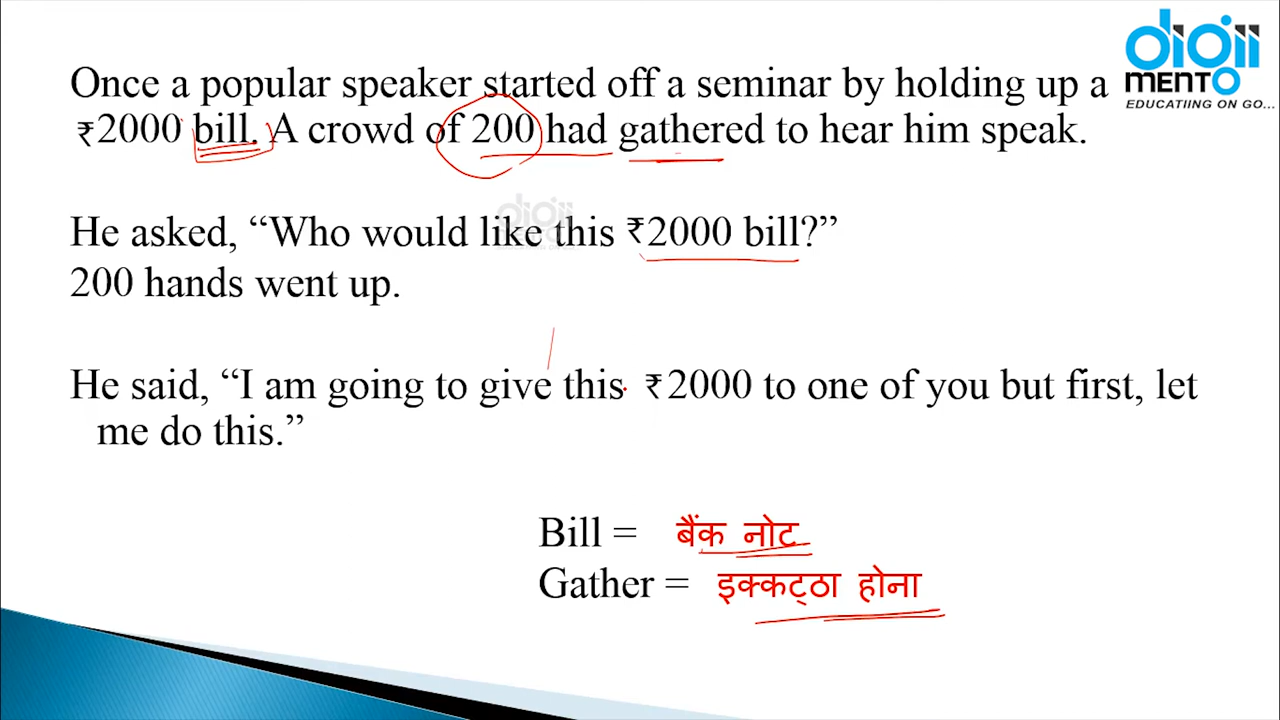 digii
MENTO
EDUCATIING ON GO...
Once a popular speaker started off a seminar by holding up a
₹2000 bill. A crowd of 200 had gathered to hear him speak.
He asked, “Who would like this ₹2000 bill?”
200 hands went up.
He said, “I am going to give this ₹2000 to one of you but first, let
me do this.”
Bill = बैंक नोट
Gather = इक्कट्ठा होना